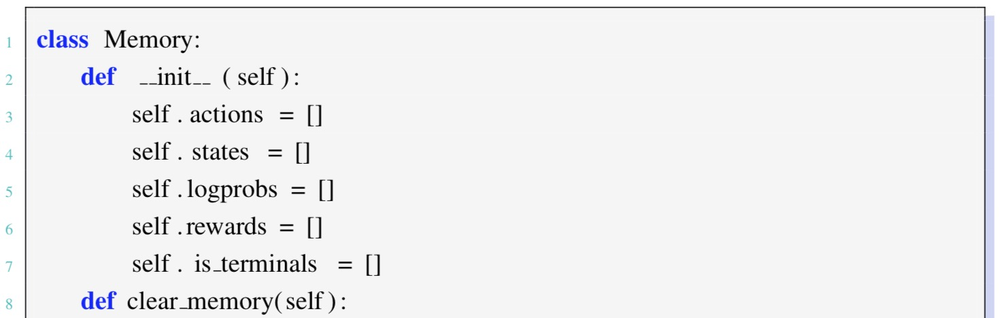 1 class Memory:
2 def __init__ ( self ):
3 self . actions = []
4 self . states = []
5 self .logprobs = []
6 self .rewards = []
7 self . is_terminals = []
8 def clear_memory(self):